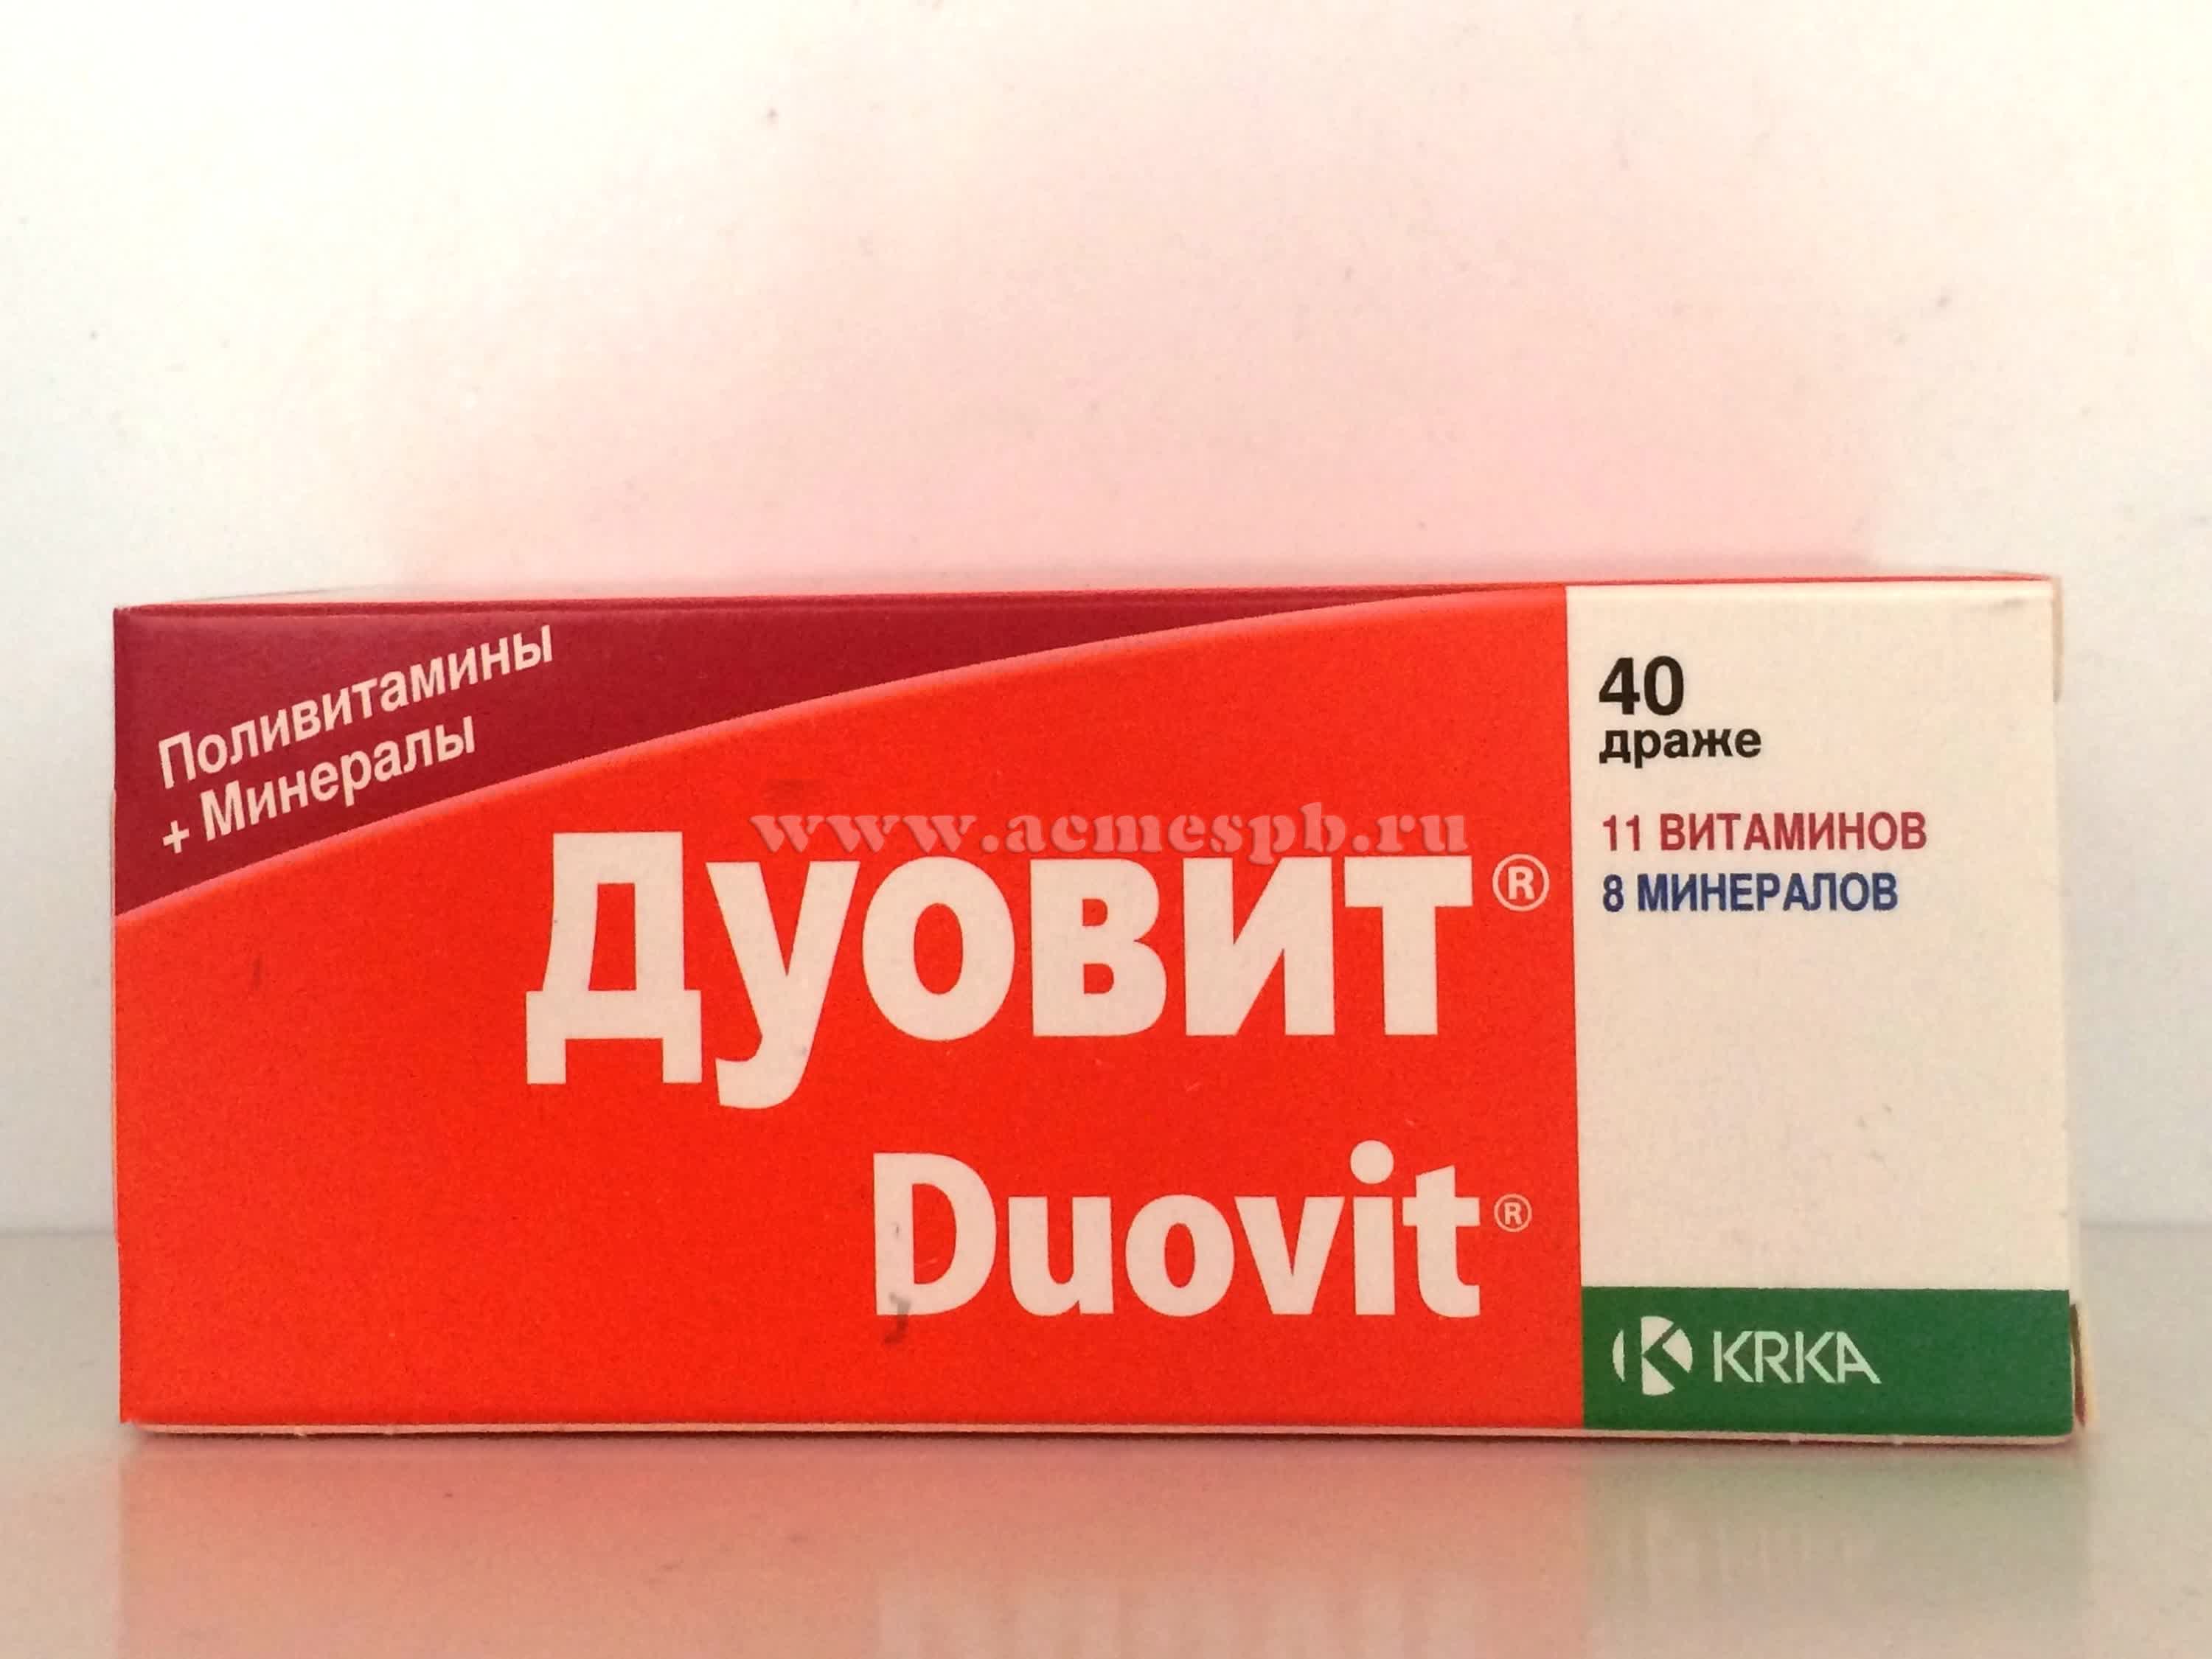 Поливитамины
+ Минералы
www.acmespb.ru
Дуовит®
Duovit®
40
драже
11 ВИТАМИНОВ
8 МИНЕРАЛОВ
KRKA